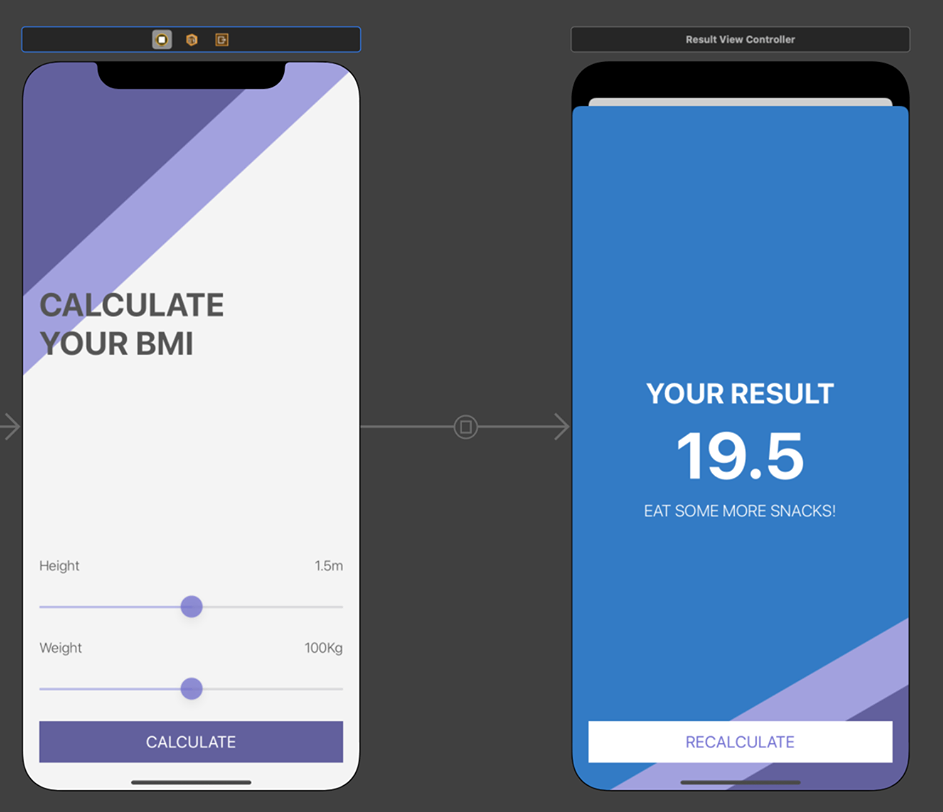 Result View Controller
CALCULATE
YOUR BMI
Height 1.5m
Weight 100Kg
CALCULATE
YOUR RESULT
19.5
EAT SOME MORE SNACKS!
RECALCULATE